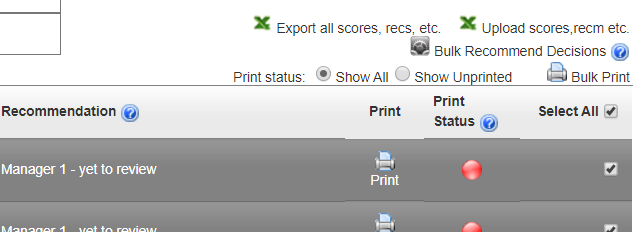 Export all scores, recs, etc. Upload scores,recm etc.
Bulk Recommend Decisions
Print status: Show All Show Unprinted Bulk Print
Recommendation Print Print Status Select All
Manager 1 - yet to review Print
Manager 1 - yet to review